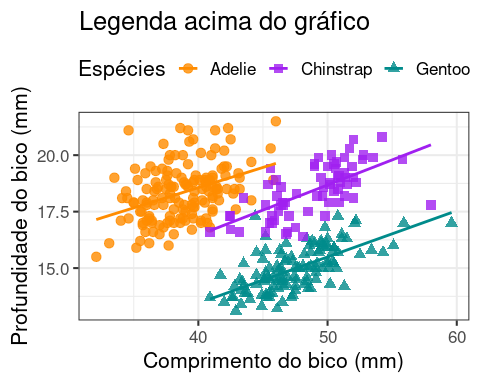 Legenda acima do gráfico
Espécies Adelie Chinstrap Gentoo
Profundidade do bico (mm)
20.0
17.5
15.0
40 50 60
Comprimento do bico (mm)